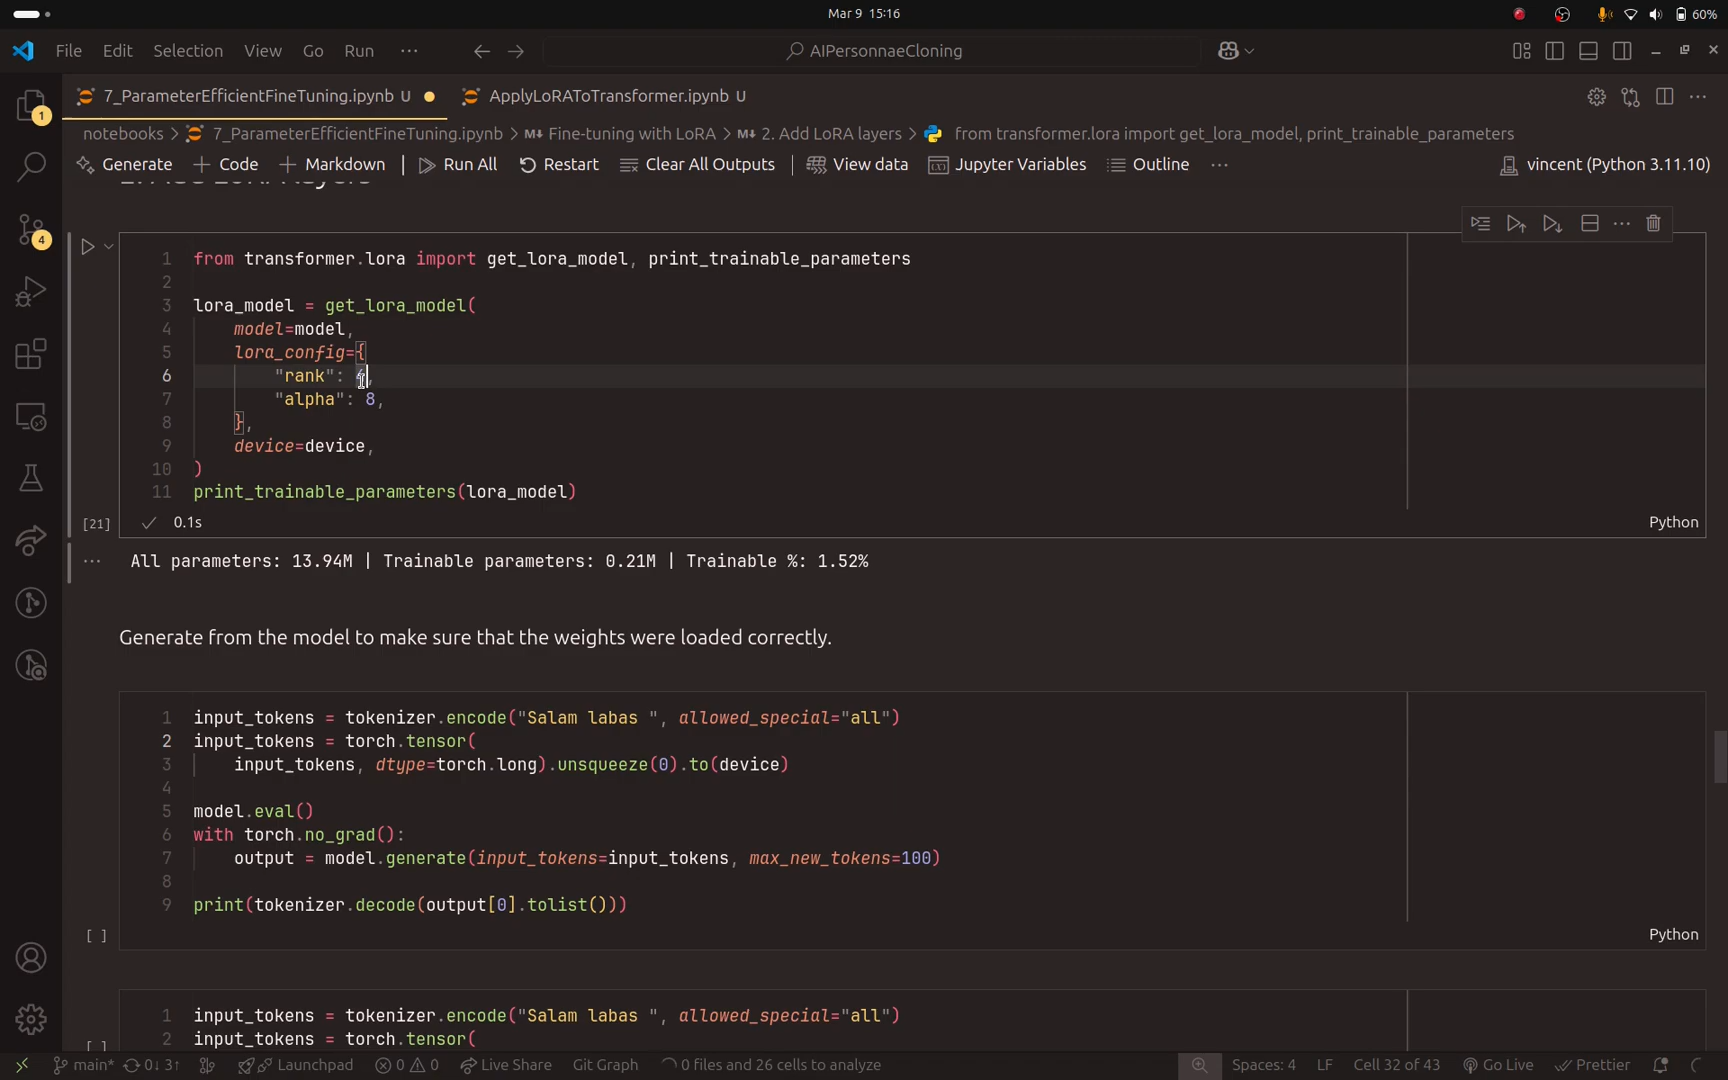 Mar 9 15:16
60%
File Edit Selection View Go Run ···
AIPersonnaeCloning
7_ParameterEfficientFineTuning.ipynb U
ApplyLoRAToTransformer.ipynb U
notebooks > 7_ParameterEfficientFineTuning.ipynb > Fine-tuning with LoRA > 2. Add LoRA layers > from transformer.lora import get_lora_model, print_trainable_parameters
Generate + Code + Markdown | Run All Restart Clear All Outputs | View data Jupyter Variables Outline ··· vincent (Python 3.11.10)
1 from transformer.lora import get_lora_model, print_trainable_parameters
2
3 lora_model = get_lora_model(
4 model=model,
5 lora_config={
6 "rank": ,
7 "alpha": 8,
8 },
9 device=device,
10 )
11 print_trainable_parameters(lora_model)
[21] 0.1s Python
All parameters: 13.94M | Trainable parameters: 0.21M | Trainable %: 1.52%
Generate from the model to make sure that the weights were loaded correctly.
1 input_tokens = tokenizer.encode("Salam labas ", allowed_special="all")
2 input_tokens = torch.tensor(
3 input_tokens, dtype=torch.long).unsqueeze(0).to(device)
4
5 model.eval()
6 with torch.no_grad():
7 output = model.generate(input_tokens=input_tokens, max_new_tokens=100)
8
9 print(tokenizer.decode(output[0].tolist()))
[ ] Python
1 input_tokens = tokenizer.encode("Salam labas ", allowed_special="all")
2 input_tokens = torch.tensor(
[ ]
1
4
main* 0↓ 3↑ Launchpad 0 0 Live Share Git Graph 0 files and 26 cells to analyze Spaces: 4 LF Cell 32 of 43 Go Live Prettier